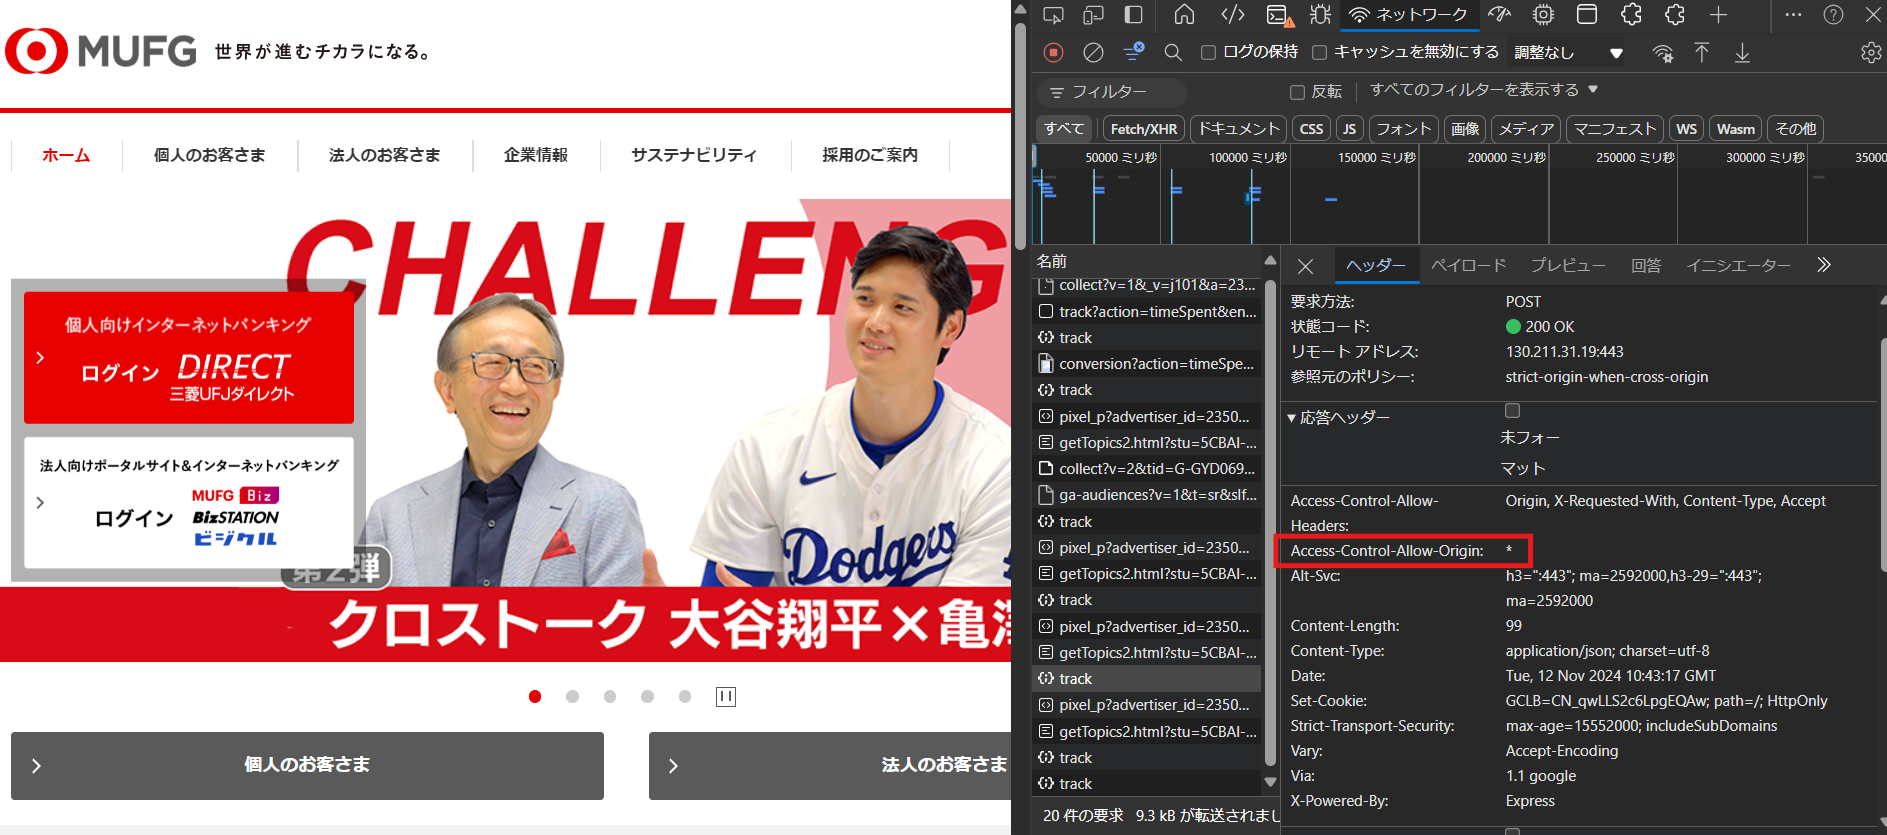 MUFG 世界が進むチカラになる。
ホーム 個人のお客さま 法人のお客さま 企業情報 サステナビリティ 採用のご案内
CHALLENG
個人向けインターネットバンキング
ログイン DIRECT
三菱UFJダイレクト
法人向けポータルサイト&インターネットバンキング
MUFG Biz
ログイン BizSTATION
ビジクル
Dodgers
第2弾
クロストーク 大谷翔平×亀澤
個人のお客さま
法人のお客さま
ネットワーク
ログの保持 キャッシュを無効にする 調整なし
フィルター 反転 すべてのフィルターを表示する
すべて Fetch/XHR ドキュメント CSS JS フォント 画像 メディア マニフェスト WS Wasm その他
50000 ミリ秒 100000 ミリ秒 150000 ミリ秒 200000 ミリ秒 250000 ミリ秒 300000 ミリ秒 35000
名前
collect?v=1&_v=j101&a=23...
track?action=timeSpent&en...
track
conversion?action=timeSpe...
track
pixel_p?advertiser_id=2350...
getTopics2.html?stu=5CBAI-...
collect?v=2&tid=G-GYD069...
ga-audiences?v=1&t=sr&slf...
track
pixel_p?advertiser_id=2350...
getTopics2.html?stu=5CBAI-...
track
pixel_p?advertiser_id=2350...
getTopics2.html?stu=5CBAI-...
track
pixel_p?advertiser_id=2350...
getTopics2.html?stu=5CBAI-...
track
track
20 件の要求 9.3 kB が転送されまし
ヘッダー ペイロード プレビュー 回答 イニシエーター
要求方法: POST
状態コード: 200 OK
リモート アドレス: 130.211.31.19:443
参照元のポリシー: strict-origin-when-cross-origin
応答ヘッダー
未フォー
マット
Access-Control-Allow- Origin, X-Requested-With, Content-Type, Accept
Headers:
Access-Control-Allow-Origin: *
Alt-Svc: h3=":443"; ma=2592000,h3-29=":443";
ma=2592000
Content-Length: 99
Content-Type: application/json; charset=utf-8
Date: Tue, 12 Nov 2024 10:43:17 GMT
Set-Cookie: GCLB=CN_qwLLS2c6LpgEQAw; path=/; HttpOnly
Strict-Transport-Security: max-age=15552000; includeSubDomains
Vary: Accept-Encoding
Via: 1.1 google
X-Powered-By: Express